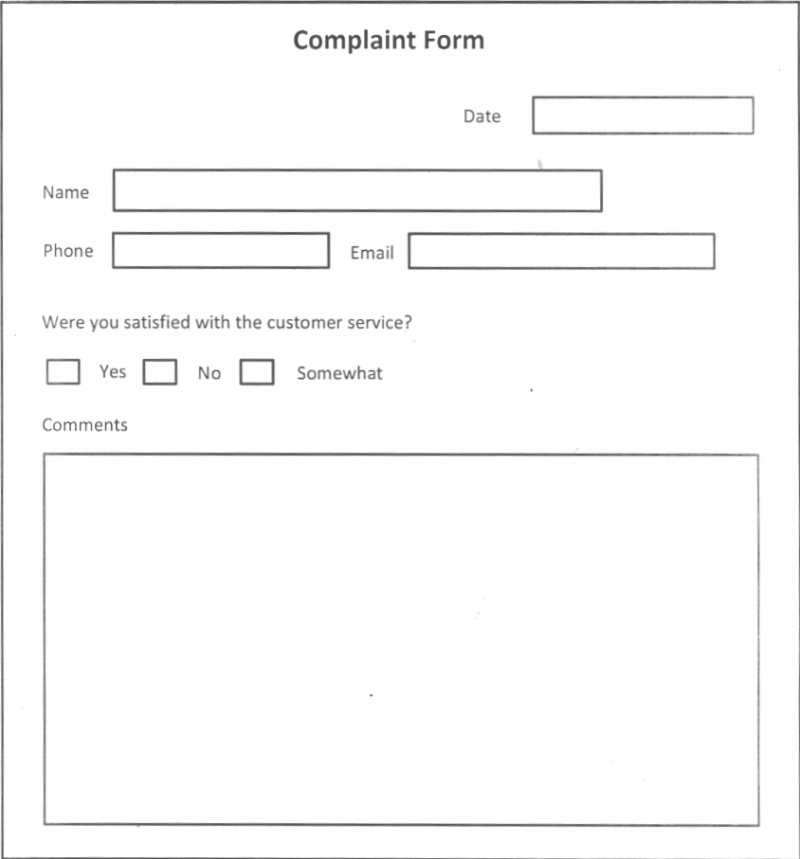 Complaint Form
Date
Name
Phone Email
Were you satisfied with the customer service?
Yes No Somewhat
Comments